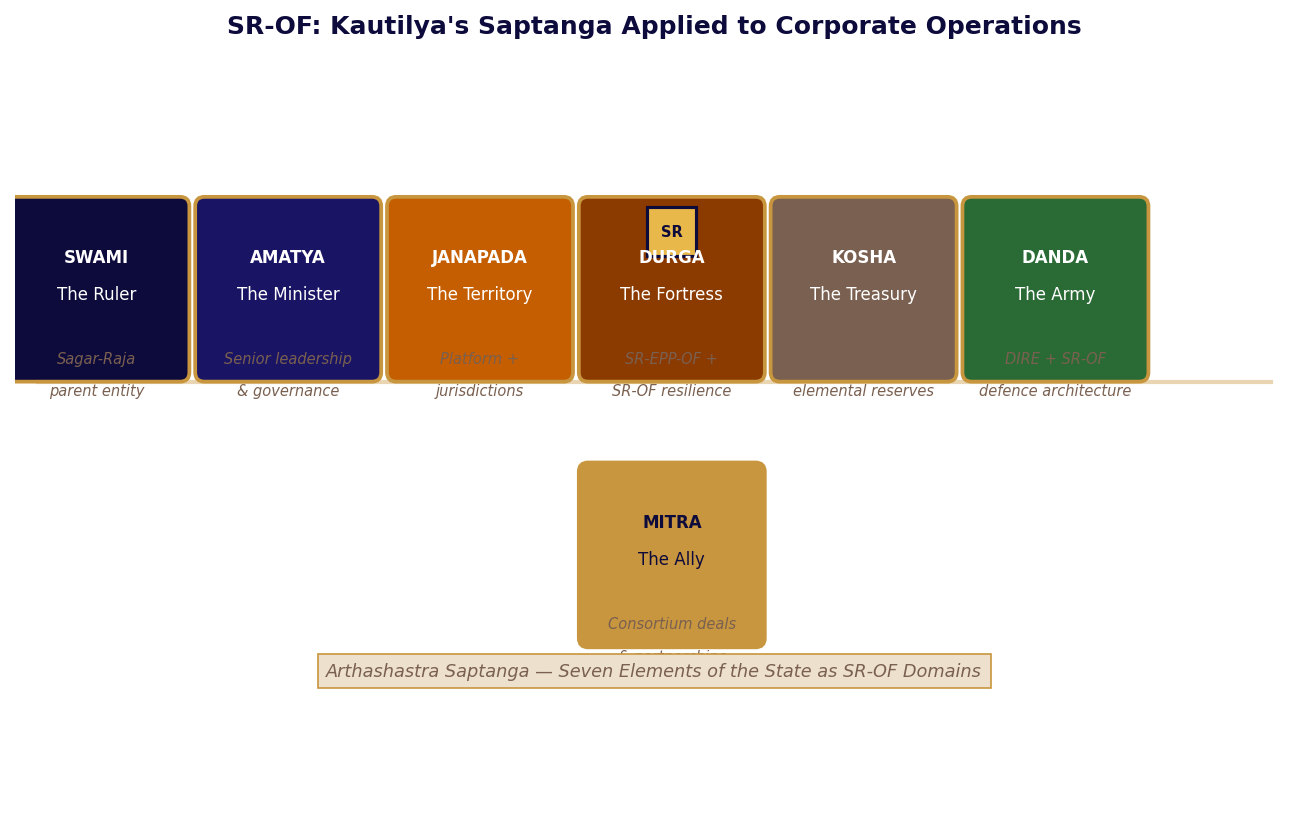 SR-OF: Kautilya's Saptanga Applied to Corporate Operations
SWAMI
The Ruler
Sagar-Raja
parent entity
AMATYA
The Minister
Senior leadership
& governance
JANAPADA
The Territory
Platform +
jurisdictions
SR
DURGA
The Fortress
SR-EPP-OF +
SR-OF resilience
KOSHA
The Treasury
elemental reserves
DANDA
The Army
DIRE + SR-OF
defence architecture
MITRA
The Ally
Consortium deals
Arthashastra Saptanga — Seven Elements of the State as SR-OF Domains